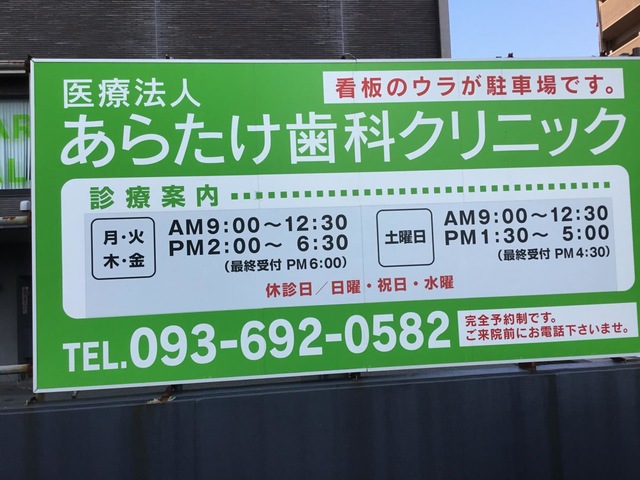 医療法人
看板のウラが駐車場です。
あらたけ歯科クリニック
診療案内
月・火
木・金
AM9:00～12:30
PM2:00～ 6:30
(最終受付 PM6:00)
土曜日
AM9:00～12:30
PM1:30～ 5:00
(最終受付 PM4:30)
休診日/日曜・祝日・水曜
TEL.093-692-0582
完全予約制です。
ご来院前にお電話下さいませ。